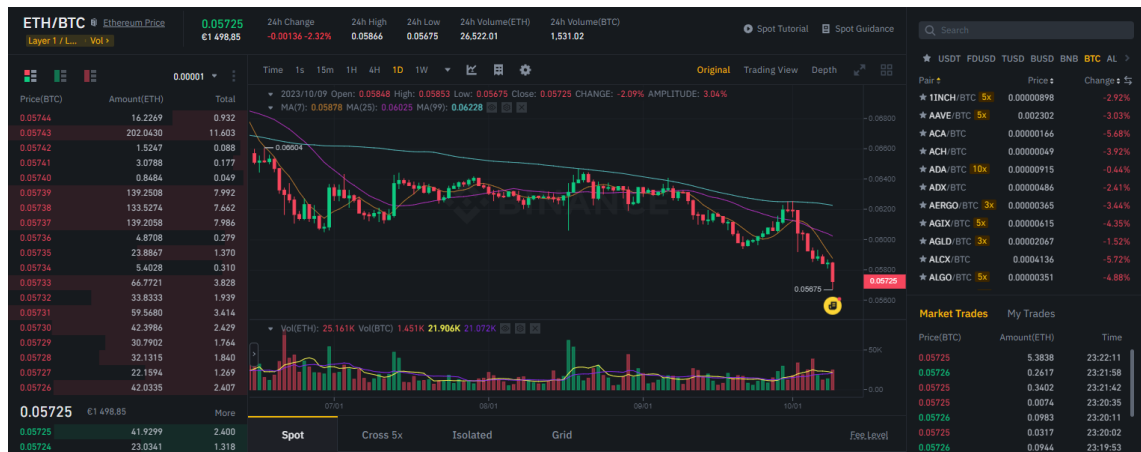 ETH/BTC Ethereum Price
Layer 1 / L... Vol >
0.05725
€1 498,85
24h Change
-0.00136 -2.32%
24h High
0.05866
24h Low
0.05675
24h Volume(ETH)
26,522.01
24h Volume(BTC)
1,531.02
Spot Tutorial Spot Guidance
0.00001
Price(BTC) Amount(ETH) Total
0.05744 16.2269 0.932
0.05743 202.0430 11.603
0.05742 1.5247 0.088
0.05741 3.0788 0.177
0.05740 0.8484 0.049
0.05739 139.2508 7.992
0.05738 133.5274 7.662
0.05737 139.2058 7.986
0.05736 4.8708 0.279
0.05735 23.8867 1.370
0.05734 5.4028 0.310
0.05733 66.7721 3.828
0.05732 33.8333 1.939
0.05731 59.5680 3.414
0.05730 42.3986 2.429
0.05729 30.7902 1.764
0.05728 32.1315 1.840
0.05727 22.1594 1.269
0.05726 42.0335 2.407
0.05725 €1 498,85 More
0.05725 41.9299 2.400
0.05724 23.0341 1.318
Time 1s 15m 1H 4H 1D 1W
Original Trading View Depth
2023/10/09 Open: 0.05848 High: 0.05853 Low: 0.05675 Close: 0.05725 CHANGE: -2.09% AMPLITUDE: 3.04%
MA(7): 0.05878 MA(25): 0.06025 MA(99): 0.06228
0.06800
0.06600
0.06400
0.06200
0.06000
0.05800
0.05725
0.05600
0.06604
BINANCE
0.05675
Vol(ETH): 25.161K Vol(BTC) 1.451K 21.906K 21.072K
50K
0.00
07/01 08/01 09/01 10/01
Spot Cross 5x Isolated Grid Fee Level
Search
USDT FDUSD TUSD BUSD BNB BTC AL
Pair Price Change
1INCH/BTC 5x 0.00000898 -2.92%
AAVE/BTC 5x 0.002302 -3.03%
ACA/BTC 0.00000166 -5.68%
ACH/BTC 0.00000049 -3.92%
ADA/BTC 10x 0.00000915 -0.44%
ADX/BTC 0.00000486 -2.41%
AERGO/BTC 3x 0.00000365 -3.44%
AGIX/BTC 5x 0.00000615 -4.35%
AGLD/BTC 3x 0.00002067 -1.52%
ALCX/BTC 0.0004136 -5.72%
ALGO/BTC 5x 0.00000351 -4.88%
Market Trades My Trades
Price(BTC) Amount(ETH) Time
0.05725 5.3838 23:22:11
0.05726 0.2617 23:21:58
0.05725 0.3402 23:21:42
0.05725 0.0074 23:20:35
0.05726 0.0983 23:20:11
0.05725 0.0317 23:20:02
0.05726 0.0944 23:19:53